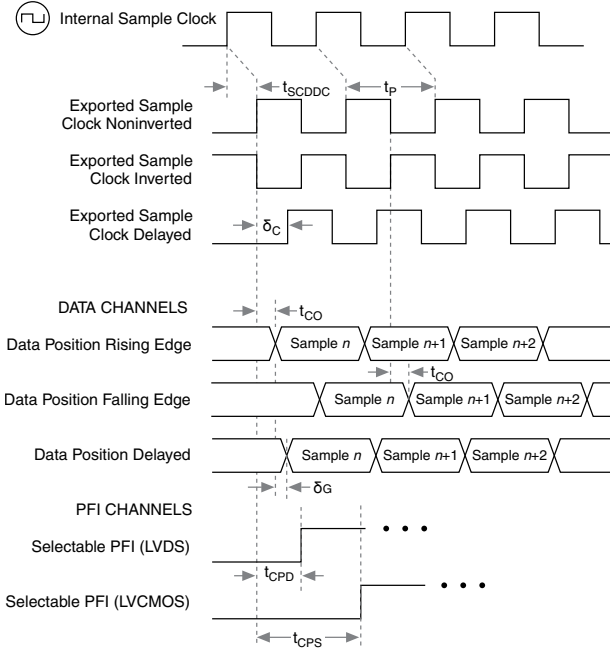 Internal Sample Clock
tSCDDC
tP
Exported Sample
Clock Noninverted
Exported Sample
Clock Inverted
Exported Sample
Clock Delayed
δC
DATA CHANNELS
tCO
Data Position Rising Edge
Sample n
Sample n+1
Sample n+2
tCO
Data Position Falling Edge
Sample n
Sample n+1
Sample n+2
Data Position Delayed
Sample n
Sample n+1
Sample n+2
δG
PFI CHANNELS
Selectable PFI (LVDS)
tCPD
Selectable PFI (LVCMOS)
tCPS